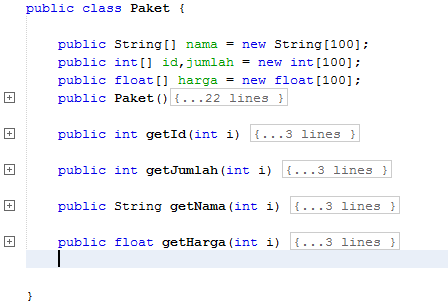 public class Paket {
public String[] nama = new String[100];
public int[] id,jumlah = new int[100];
public float[] harga = new float[100];
public Paket() {...22 lines }
public int getId(int i) {...3 lines }
public int getJumlah(int i) {...3 lines }
public String getNama(int i) {...3 lines }
public float getHarga(int i) {...3 lines }
}